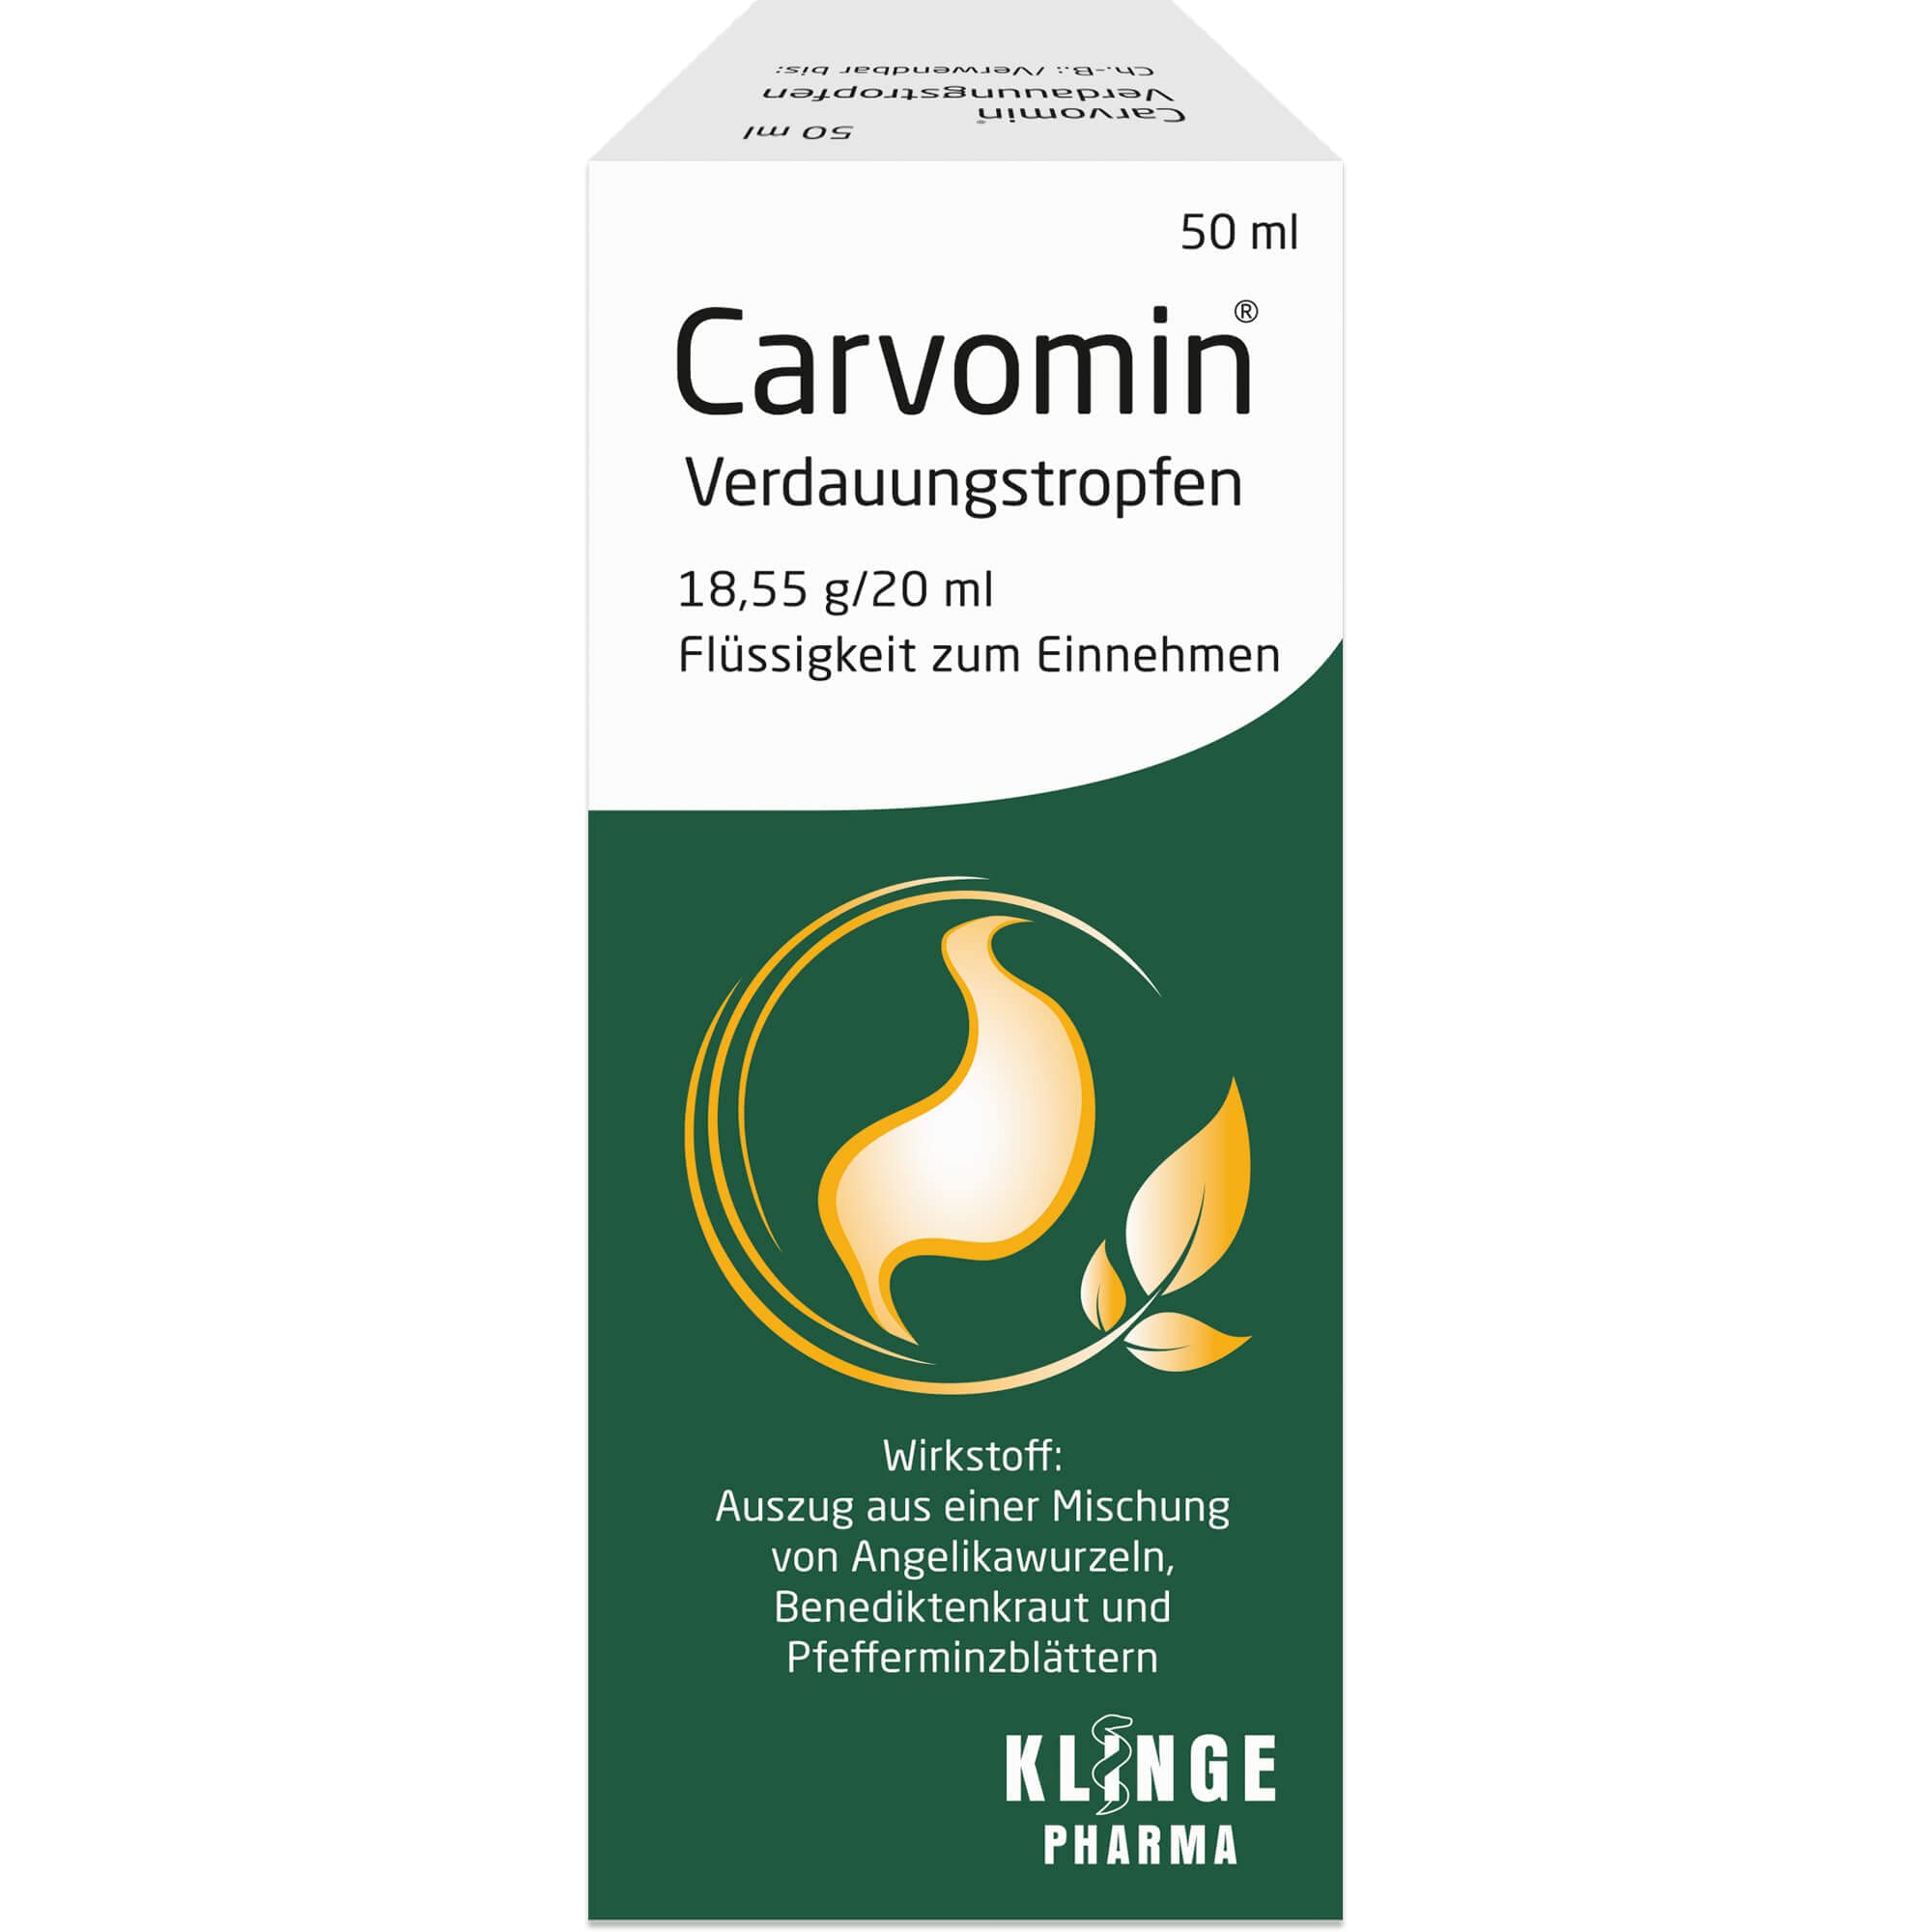 Ch.-B.: /Verwendbar bis:
Verdauungstropfen
Carvomin®
50 ml
50 ml
Carvomin®
Verdauungstropfen
18,55 g/20 ml
Flüssigkeit zum Einnehmen
Wirkstoff:
Auszug aus einer Mischung
von Angelikawurzeln,
Benediktenkraut und
Pfefferminzblättern
KLINGE
PHARMA